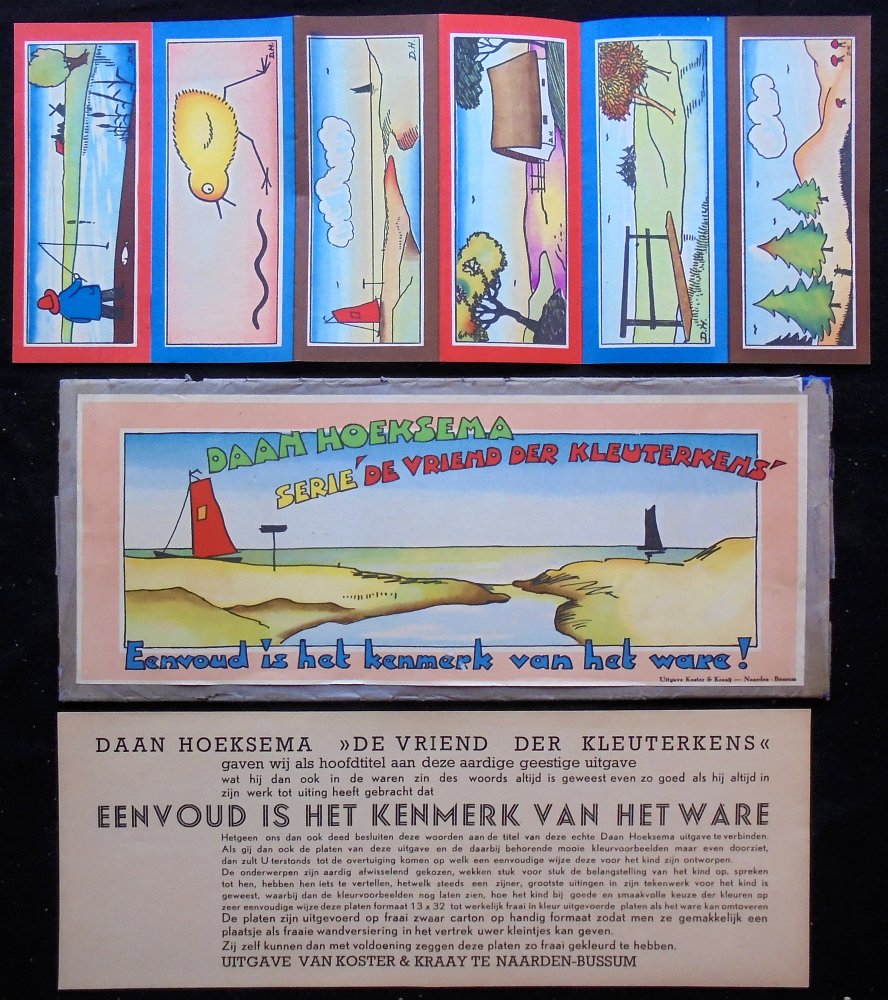 D.H.
D.H.
D.H
D.H.
D.H.
D.H.
DAAN HOEKSEMA
SERIE 'DE VRIEND DER KLEUTERKENS'
Eenvoud is het kenmerk van het ware!
Uitgave Koster & Kraaij — Naarden - Bussum
DAAN HOEKSEMA »DE VRIEND DER KLEUTERKENS«
gaven wij als hoofdtitel aan deze aardige geestige uitgave
wat hij dan ook in de waren zin des woords altijd is geweest even zo goed als hij altijd in
zijn werk tot uiting heeft gebracht dat
EENVOUD IS HET KENMERK VAN HET WARE
Hetgeen ons dan ook deed besluiten deze woorden aan de titel van deze echte Daan Hoeksema uitgave te verbinden.
Als gij dan ook de platen van deze uitgave en de daarbij behorende mooie kleurvoorbeelden maar even doorziet,
dan zult U terstonds tot de overtuiging komen op welk een eenvoudige wijze deze voor het kind zijn ontworpen.
De onderwerpen zijn aardig afwisselend gekozen, wekken stuk voor stuk de belangstelling van het kind op, spreken
tot hen, hebben hen iets te vertellen, hetwelk steeds een zijner, grootste uitingen in zijn tekenwerk voor het kind is
geweest, waarbij dan de kleurvoorbeelden nog laten zien, hoe het kind bij goede en smaakvolle keuze der kleuren op
zeer eenvoudige wijze deze platen formaat 13 x 32 tot werkelijk fraai in kleur uitgevoerde platen als het ware kan omtoveren
De platen zijn uitgevoerd op fraai zwaar carton op handig formaat zodat men ze gemakkelijk een
plaatsje als fraaie wandversiering in het vertrek uwer kleintjes kan geven.
Zij zelf kunnen dan met voldoening zeggen deze platen zo fraai gekleurd te hebben.
UITGAVE VAN KOSTER & KRAAY TE NAARDEN-BUSSUM